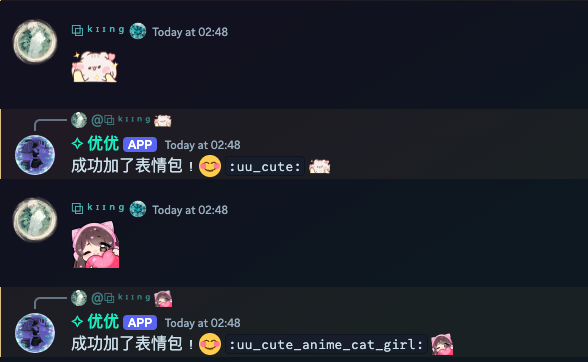 ᵏɪɪⁿᵍ Today at 02:48
@ᵏɪɪⁿᵍ
✧ 优优 APP Today at 02:48
成功加了表情包！😊 :uu_cute:
ᵏɪɪⁿᵍ Today at 02:48
@ᵏɪɪⁿᵍ
✧ 优优 APP Today at 02:48
成功加了表情包！😊 :uu_cute_anime_cat_girl: